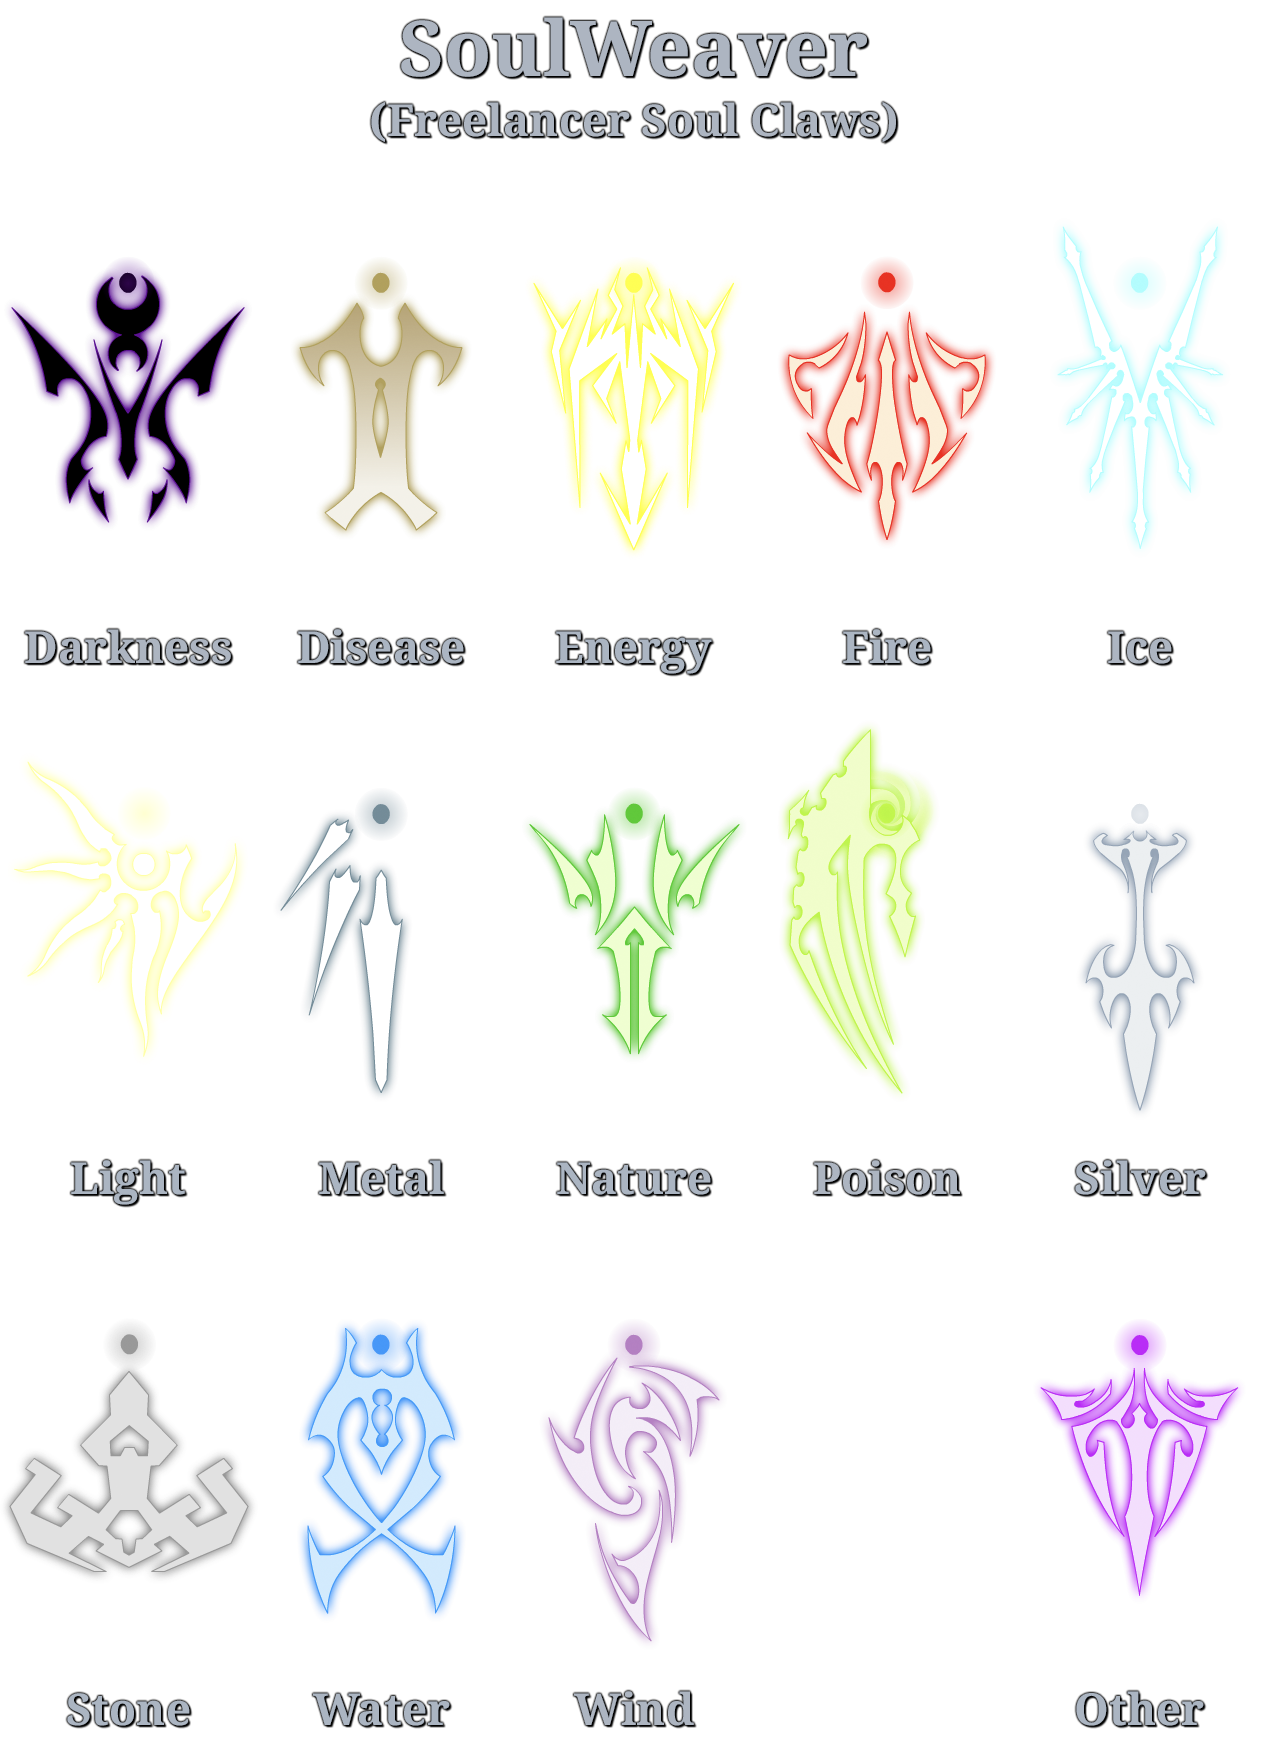 SoulWeaver
(Freelancer Soul Claws)
Darkness Disease Energy Fire Ice
Light Metal Nature Poison Silver
Stone Water Wind Other